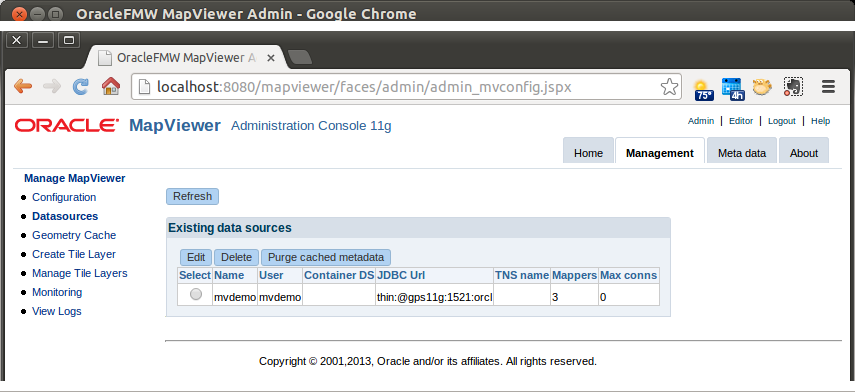 OracleFMW MapViewer Admin - Google Chrome
OracleFMW MapViewer A
localhost:8080/mapviewer/faces/admin/admin_mvconfig.jspx
75°
4h
ORACLE MapViewer Administration Console 11g
Admin | Editor | Logout | Help
Home Management Meta data About
Manage MapViewer
Configuration
Datasources
Geometry Cache
Create Tile Layer
Manage Tile Layers
Monitoring
View Logs
Refresh
Existing data sources
Edit Delete Purge cached metadata
Select Name User Container DS JDBC Url TNS name Mappers Max conns
mvdemo mvdemo thin:@gps11g:1521:orcl 3 0
Copyright © 2001,2013, Oracle and/or its affiliates. All rights reserved.